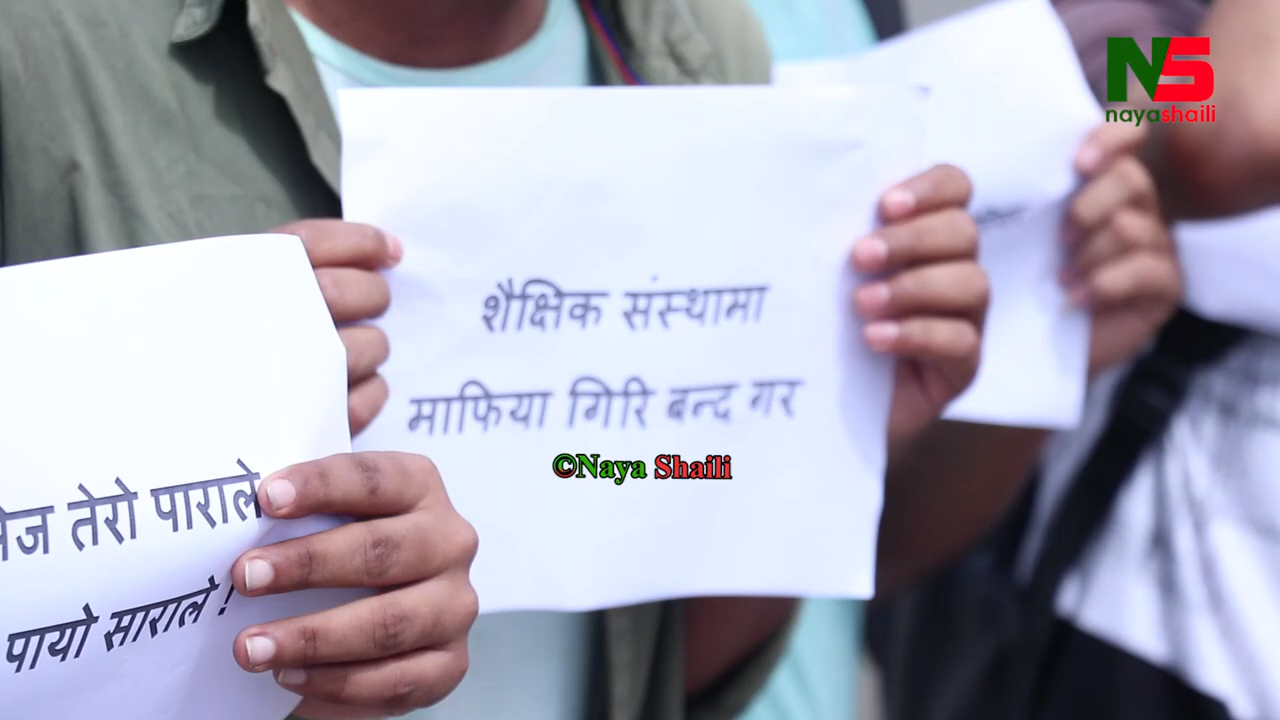 NS
nayashaili
शैक्षिक संस्थामा
माफिया गिरि बन्द गर
©Naya Shaili
तेरो पाराले
पायो साराले !